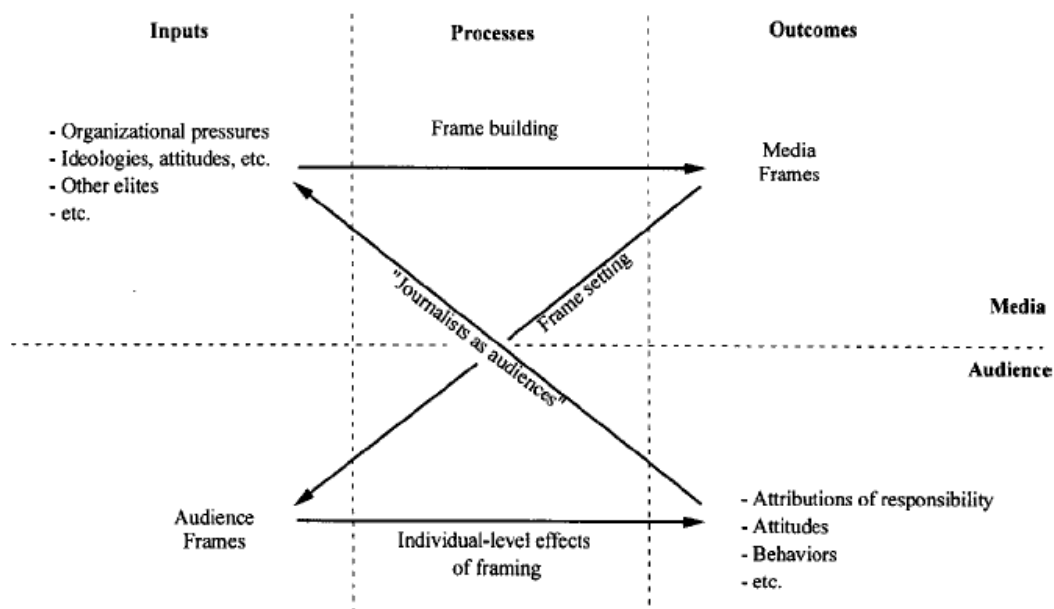 Inputs
Processes
Outcomes
- Organizational pressures
- Ideologies, attitudes, etc.
- Other elites
- etc.
Frame building
Media
Frames
"Journalists as audiences"
Frame setting
Media
Audience
Audience
Frames
Individual-level effects
of framing
- Attributions of responsibility
- Attitudes
- Behaviors
- etc.